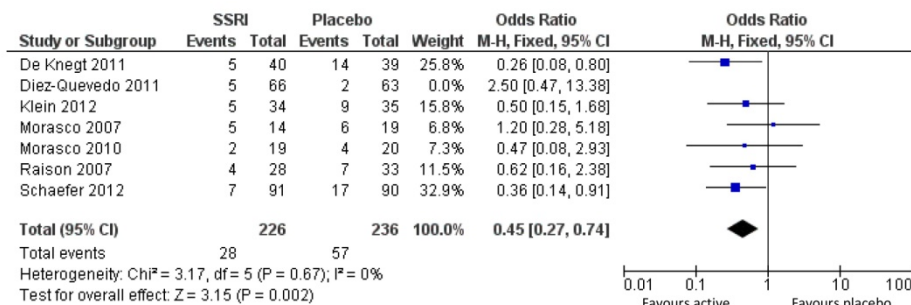 SSRI Placebo Odds Ratio Odds Ratio
Study or Subgroup Events Total Events Total Weight M-H, Fixed, 95% CI M-H, Fixed, 95% CI
De Knegt 2011 5 40 14 39 25.8% 0.26 [0.08, 0.80]
Diez-Quevedo 2011 5 66 2 63 0.0% 2.50 [0.47, 13.38]
Klein 2012 5 34 9 35 15.8% 0.50 [0.15, 1.68]
Morasco 2007 5 14 6 19 6.8% 1.20 [0.28, 5.18]
Morasco 2010 2 19 4 20 7.3% 0.47 [0.08, 2.93]
Raison 2007 4 28 7 33 11.5% 0.62 [0.16, 2.38]
Schaefer 2012 7 91 17 90 32.9% 0.36 [0.14, 0.91]
Total (95% CI) 226 236 100.0% 0.45 [0.27, 0.74]
Total events 28 57
Heterogeneity: Chi² = 3.17, df = 5 (P = 0.67); I² = 0%
Test for overall effect: Z = 3.15 (P = 0.002)
0.01 0.1 1 10 100
Favours active Favours placebo